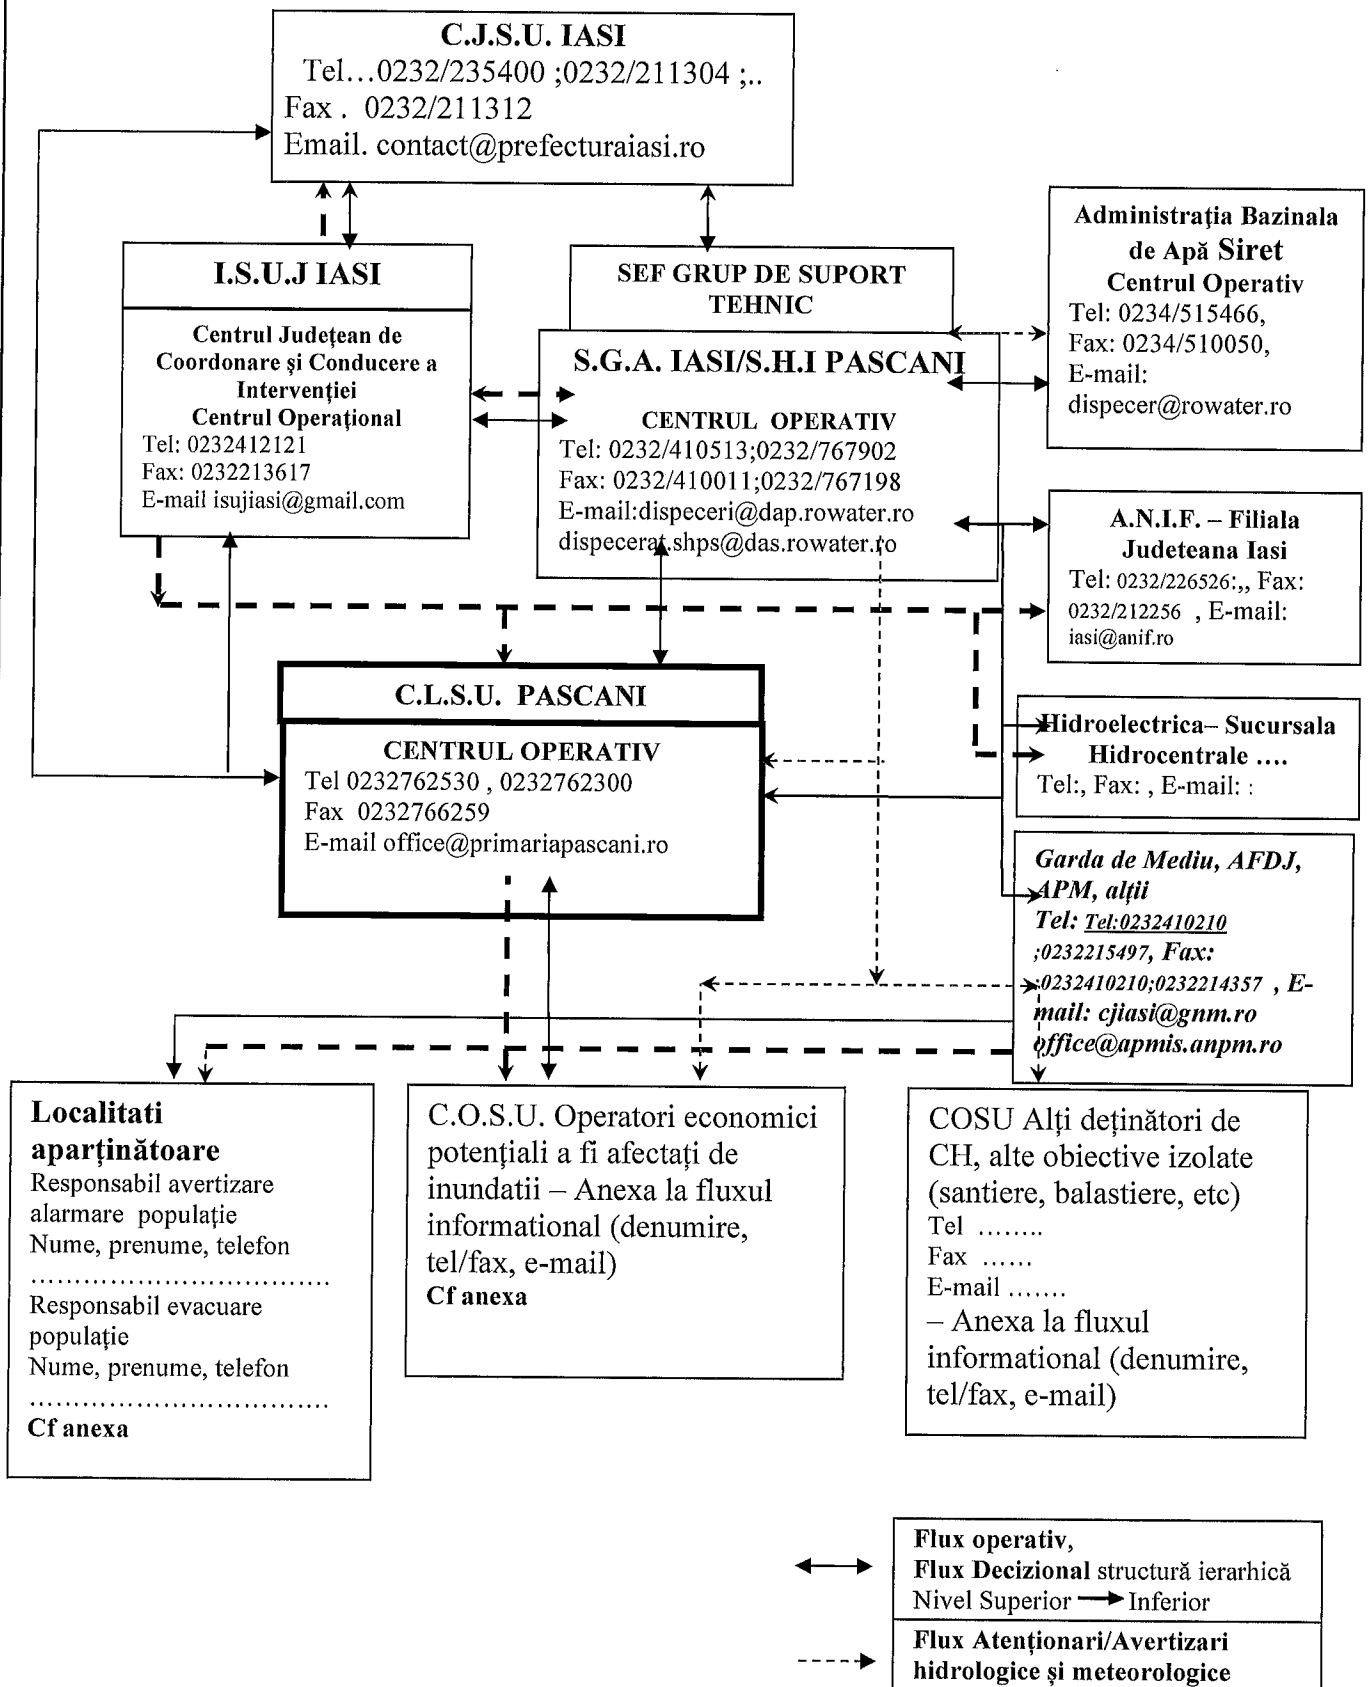 C.J.S.U. IASI
Tel…0232/235400 ;0232/211304 ;..
Fax . 0232/211312
Email. contact@prefecturaiasi.ro
I.S.U.J IASI
Centrul Județean de
Coordonare și Conducere a
Intervenției
Centrul Operațional
Tel: 0232412121
Fax: 0232213617
E-mail isujiasi@gmail.com
SEF GRUP DE SUPORT
TEHNIC
S.G.A. IASI/S.H.I PASCANI
CENTRUL OPERATIV
Tel: 0232/410513;0232/767902
Fax: 0232/410011;0232/767198
E-mail:dispeceri@dap.rowater.ro
dispecerat.shps@das.rowater.ro
Administraţia Bazinala
de Apă Siret
Centrul Operativ
Tel: 0234/515466,
Fax: 0234/510050,
E-mail:
dispecer@rowater.ro
A.N.I.F. – Filiala
Judeteana Iasi
Tel: 0232/226526:,, Fax:
0232/212256 , E-mail:
iasi@anif.ro
C.L.S.U. PASCANI
CENTRUL OPERATIV
Tel 0232762530 , 0232762300
Fax 0232766259
E-mail office@primariapascani.ro
Hidroelectrica– Sucursala
Hidrocentrale ….
Tel:, Fax: , E-mail: :
Garda de Mediu, AFDJ,
APM, alții
Tel: Tel:0232410210
;0232215497, Fax:
:0232410210;0232214357 , E-
mail: cjiasi@gnm.ro
office@apmis.anpm.ro
Localitati
aparținătoare
Responsabil avertizare
alarmare populație
Nume, prenume, telefon
……………………………
Responsabil evacuare
populație
Nume, prenume, telefon
……………………………
Cf anexa
C.O.S.U. Operatori economici
potențiali a fi afectați de
inundatii – Anexa la fluxul
informational (denumire,
tel/fax, e-mail)
Cf anexa
COSU Alți deținători de
CH, alte obiective izolate
(santiere, balastiere, etc)
Tel ……..
Fax ……
E-mail …….
– Anexa la fluxul
informational (denumire,
tel/fax, e-mail)
Flux operativ,
Flux Decizional structură ierarhică
Nivel Superior → Inferior
Flux Atenționari/Avertizari
hidrologice și meteorologice